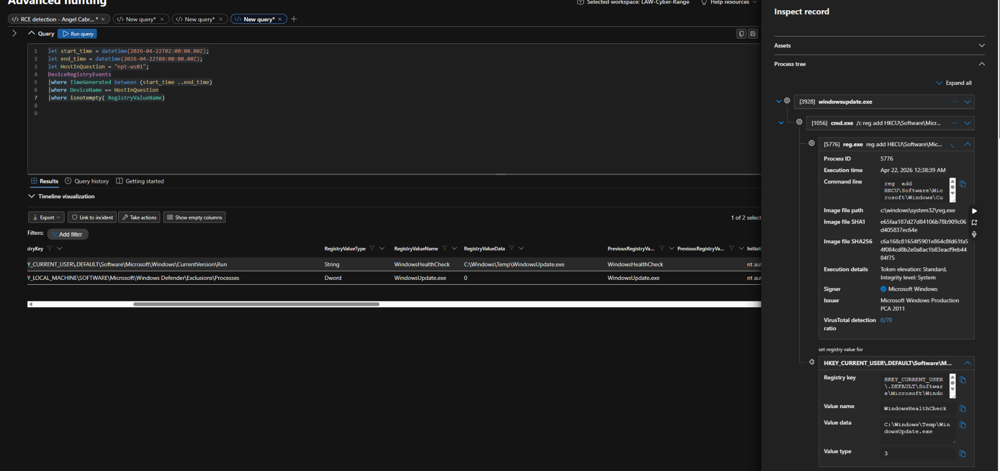 Advanced hunting
Selected workspace: LAW-Cyber-Range
Help resources
RCE detection - Angel Cabr... *
New query*
New query*
New query*
Query
Run query
1 let start_time = datetime(2026-04-22T02:00:00.00Z);
2 let end_time = datetime(2026-04-22T08:00:00.00Z);
3 let HostInQuestion = "npt-ws01";
4 DeviceRegistryEvents
5 |where TimeGenerated between (start_time ..end_time)
6 |where DeviceName == HostInQuestion
7 |where isnotempty( RegistryValueName)
8
9
Results
Query history
Getting started
Timeline visualization
Export
Link to incident
Take actions
Show empty columns
1 of 2 select
Filters:
Add filter
stryKey
RegistryValueType
RegistryValueName
RegistryValueData
PreviousRegistryVa...
PreviousRegistryVa...
Initiati
Y_CURRENT_USER\.DEFAULT\Software\Microsoft\Windows\CurrentVersion\Run
String
WindowsHealthCheck
C:\Windows\Temp\WindowsUpdate.exe
WindowsHealthCheck
nt aut
Y_LOCAL_MACHINE\SOFTWARE\Microsoft\Windows Defender\Exclusions\Processes
Dword
WindowsUpdate.exe
0
WindowsUpdate.exe
nt aut
Inspect record
Assets
Process tree
Expand all
[3928] windowsupdate.exe
[1056] cmd.exe /c reg add HKCU\Software\Micr...
[5776] reg.exe reg add HKCU\Software\Mic...
Process ID 5776
Execution time Apr 22, 2026 12:38:39 AM
Command line
reg add
HKCU\Software\Mic
rosoft\Windows\Cu
Image file path c:\windows\system32\reg.exe
Image file SHA1 e65faa187d27d84106b78b909c06
d405837ec64e
Image file SHA256 c6a168c81654f5901e864c8fd61fa5
4f084cd8b2e0a8ac1b83eacf9eb44
84f75
Execution details Token elevation: Standard,
Integrity level: System
Signer Microsoft Windows
Issuer Microsoft Windows Production
PCA 2011
VirusTotal detection 0/70
ratio
set registry value for
HKEY_CURRENT_USER\.DEFAULT\Software\M...
Registry key
HKEY_CURRENT_USER
\.DEFAULT\Softwar
e\Microsoft\Windo
Value name WindowsHealthCheck
Value data C:\Windows\Temp\Win
dowsUpdate.exe
Value type 3